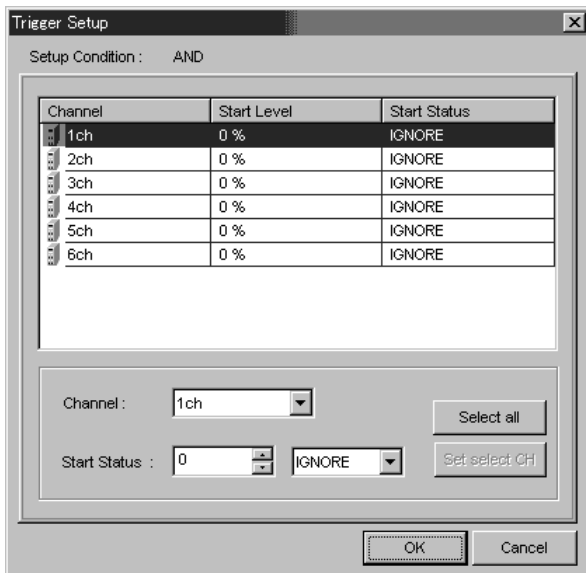 Trigger Setup
Setup Condition : AND
Channel Start Level Start Status
1ch 0 % IGNORE
2ch 0 % IGNORE
3ch 0 % IGNORE
4ch 0 % IGNORE
5ch 0 % IGNORE
6ch 0 % IGNORE
Channel : 1ch
Select all
Start Status : 0 IGNORE Set select CH
OK Cancel